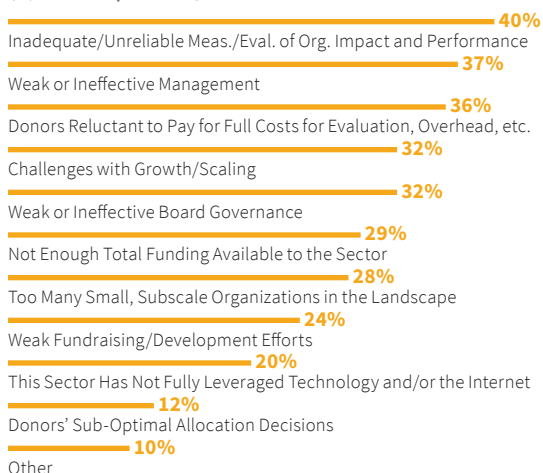 40%
Inadequate/Unreliable Meas./Eval. of Org. Impact and Performance
37%
Weak or Ineffective Management
36%
Donors Reluctant to Pay for Full Costs for Evaluation, Overhead, etc.
32%
Challenges with Growth/Scaling
32%
Weak or Ineffective Board Governance
29%
Not Enough Total Funding Available to the Sector
28%
Too Many Small, Subscale Organizations in the Landscape
24%
Weak Fundraising/Development Efforts
20%
This Sector Has Not Fully Leveraged Technology and/or the Internet
12%
Donors’ Sub-Optimal Allocation Decisions
10%
Other